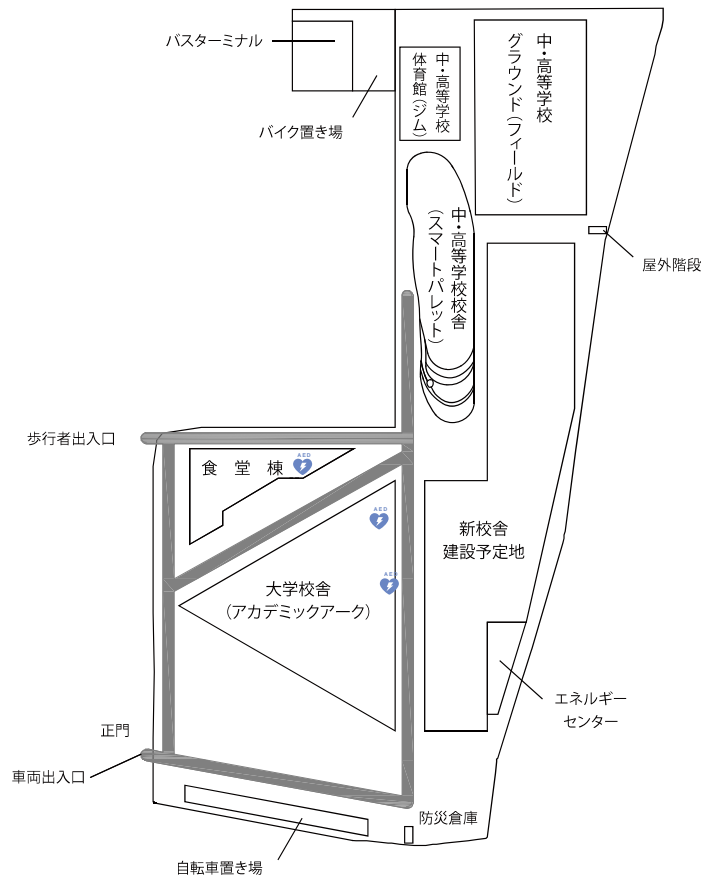 バスターミナル
バイク置き場
中・高等学校
体育館(ジム)
中・高等学校
グラウンド(フィールド)
中・高等学校校舎
(スマートパレット)
屋外階段
歩行者出入口
食堂棟
AED
AED
AED
新校舎
建設予定地
大学校舎
(アカデミックアーク)
エネルギー
センター
正門
車両出入口
防災倉庫
自転車置き場